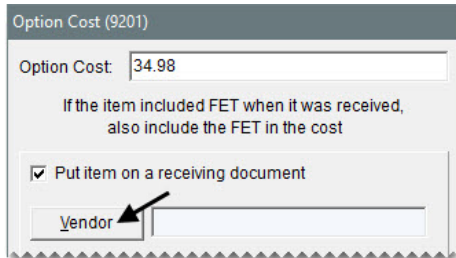 Option Cost (9201)
Option Cost: 34.98
If the item included FET when it was received,
also include the FET in the cost
Put item on a receiving document
Vendor